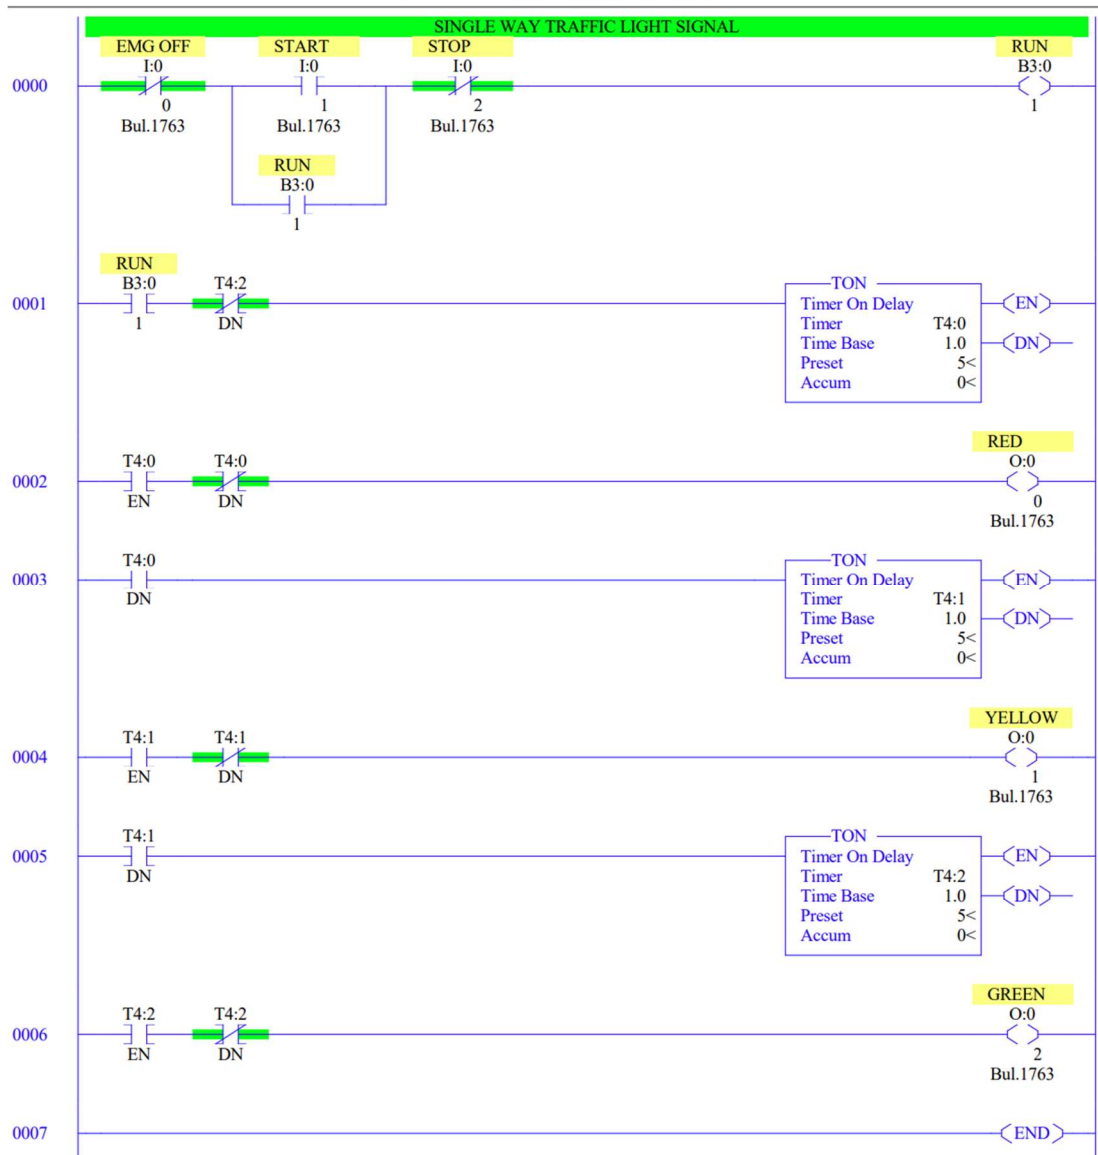 SINGLE WAY TRAFFIC LIGHT SIGNAL
EMG OFF START STOP RUN
I:0 I:0 I:0 B3:0
0000
0 1 2 1
Bul.1763 Bul.1763 Bul.1763
RUN
B3:0
1
RUN
B3:0 T4:2
0001
1 DN
TON
Timer On Delay EN
Timer T4:0
Time Base 1.0 DN
Preset 5<
Accum 0<
RED
T4:0 T4:0 O:0
0002
EN DN 0
Bul.1763
T4:0
0003
DN
TON
Timer On Delay EN
Timer T4:1
Time Base 1.0 DN
Preset 5<
Accum 0<
YELLOW
T4:1 T4:1 O:0
0004
EN DN 1
Bul.1763
T4:1
0005
DN
TON
Timer On Delay EN
Timer T4:2
Time Base 1.0 DN
Preset 5<
Accum 0<
GREEN
T4:2 T4:2 O:0
0006
EN DN 2
Bul.1763
0007 END